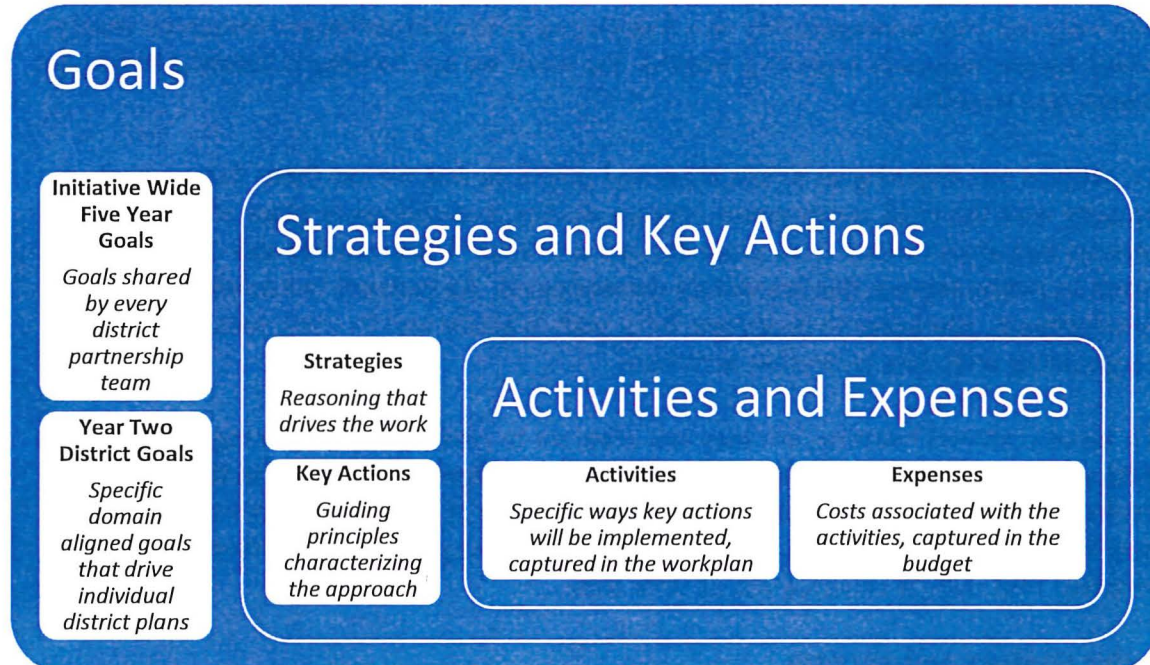 Goals
Initiative Wide
Five Year
Goals
Goals shared
by every
district
partnership
team
Year Two
District Goals
Specific
domain
aligned goals
that drive
individual
district plans
Strategies and Key Actions
Strategies
Reasoning that
drives the work
Key Actions
Guiding
principles
characterizing
the approach
Activities and Expenses
Activities
Specific ways key actions
will be implemented,
captured in the workplan
Expenses
Costs associated with the
activities, captured in the
budget